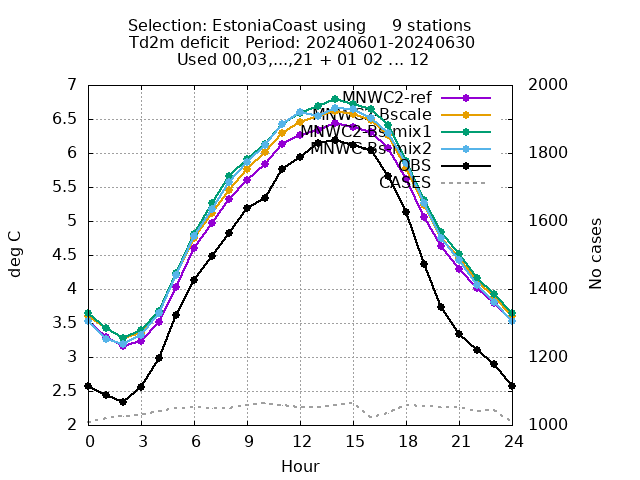 Selection: EstoniaCoast using 9 stations
Td2m deficit Period: 20240601-20240630
Used 00,03,...,21 + 01 02 ... 12
7
6.5
6
5.5
5
4.5
4
3.5
3
2.5
2
2000
1800
1600
1400
1200
1000
deg C
No cases
MNWC2-ref
MNWC2-Bscale
MNWC2-Bsmix1
MNWC-Bsmix2
OBS
CASES
0 3 6 9 12 15 18 21 24
Hour